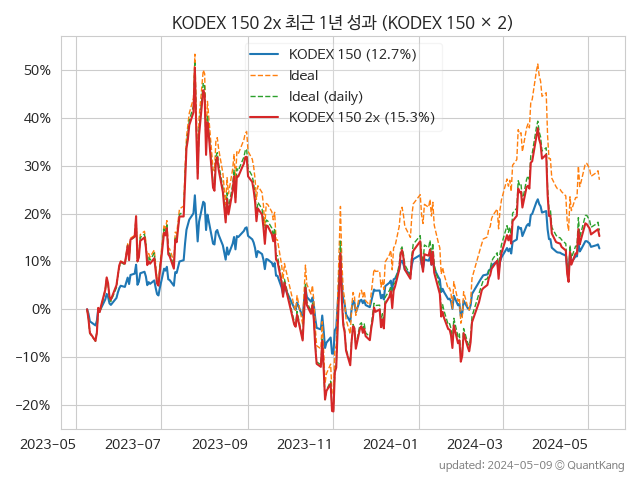 KODEX 150 2x 최근 1년 성과 (KODEX 150 × 2)
KODEX 150 (12.7%)
Ideal
Ideal (daily)
KODEX 150 2x (15.3%)
50%
40%
30%
20%
10%
0%
−10%
−20%
2023-05 2023-07 2023-09 2023-11 2024-01 2024-03 2024-05
updated: 2024-05-09 © QuantKang